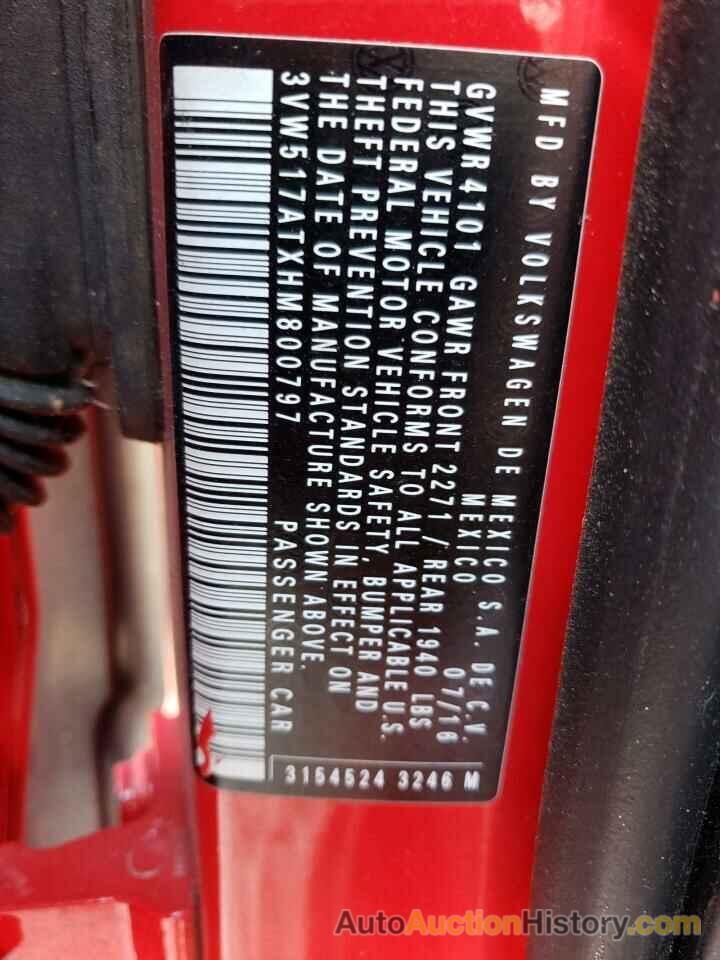 MFD BY VOLKSWAGEN DE MEXICO S.A. DE C.V.
MEXICO 07/16
GVWR4101 GAWR FRONT 2271 / REAR 1940 LBS
THIS VEHICLE CONFORMS TO ALL APPLICABLE U.S.
FEDERAL MOTOR VEHICLE SAFETY, BUMPER AND
THEFT PREVENTION STANDARDS IN EFFECT ON
THE DATE OF MANUFACTURE SHOWN ABOVE.
3VW517ATXHM800797 PASSENGER CAR
3154524 3246 M
AutoAuctionHistory.com